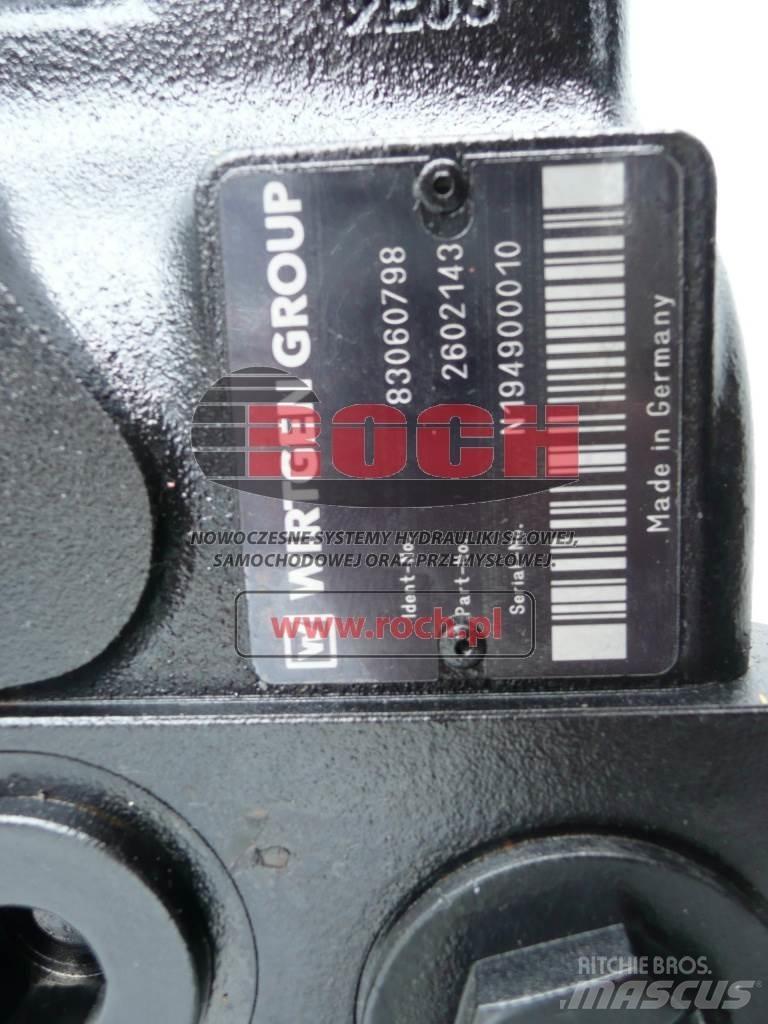 2E03
WIRTGEN GROUP
Ident-No. 83060798
Part-No. 2602143
Serial No. N194900010
Made in Germany
ROCH
NOWOCZESNE SYSTEMY HYDRAULIKI SIŁOWEJ,
SAMOCHODOWEJ ORAZ PRZEMYSŁOWEJ.
www.roch.pl
RITCHIE BROS.
MASCUS